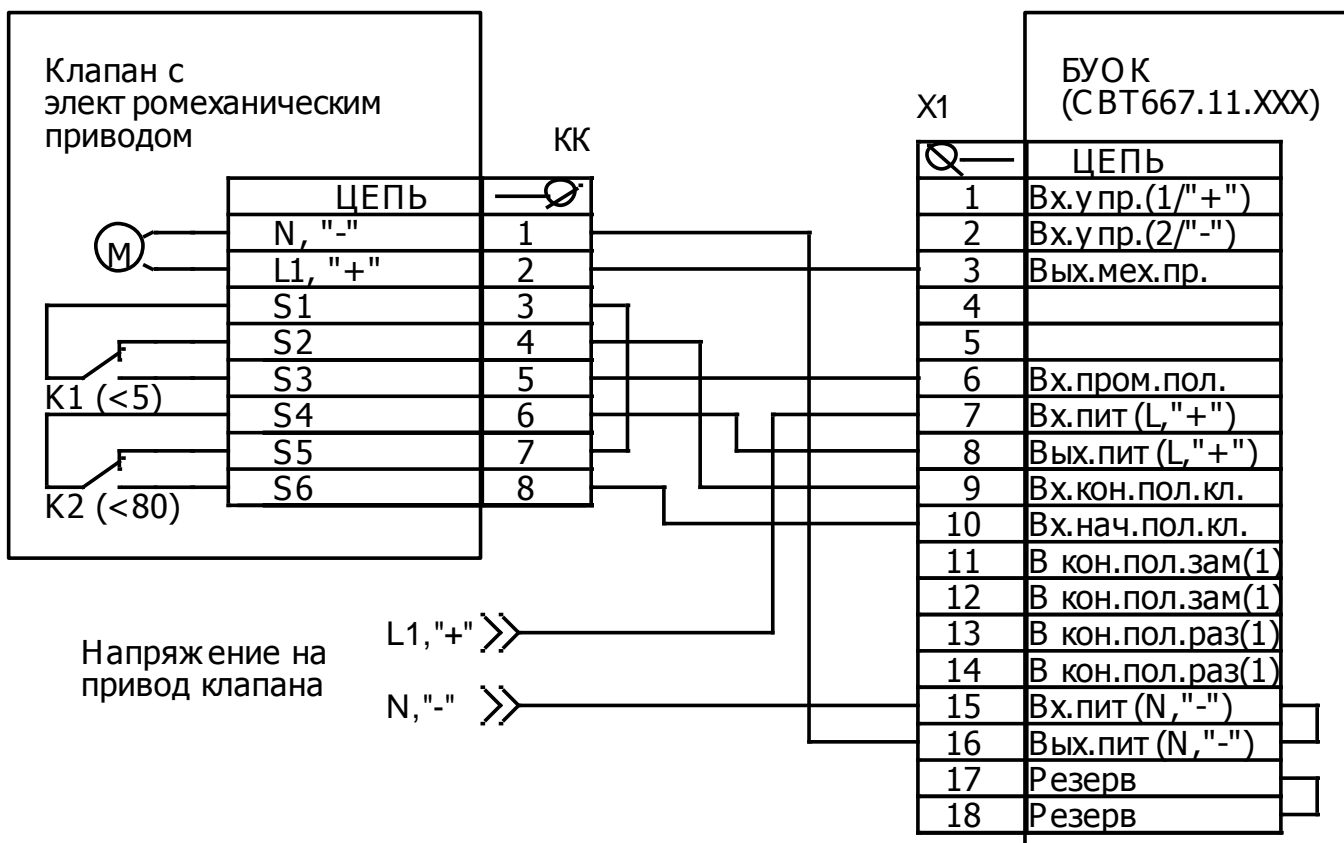 Клапан с
электромеханическим
приводом
КК
ЦЕПЬ
N, "-" 1
L1, "+" 2
S1 3
S2 4
S3 5
S4 6
S5 7
S6 8
М
K1 (<5)
K2 (<80)
Напряжение на
привод клапана
L1,"+"
N,"-"
БУОК
(СВТ667.11.XXX)
X1
ЦЕПЬ
1 Вх.упр.(1/"+")
2 Вх.упр.(2/"-")
3 Вых.мех.пр.
4
5
6 Вх.пром.пол.
7 Вх.пит(L,"+")
8 Вых.пит(L,"+")
9 Вх.кон.пол.кл.
10 Вх.нач.пол.кл.
11 В кон.пол.зам(1)
12 В кон.пол.зам(1)
13 В кон.пол.раз(1)
14 В кон.пол.раз(1)
15 Вх.пит(N,"-")
16 Вых.пит(N,"-")
17 Резерв
18 Резерв